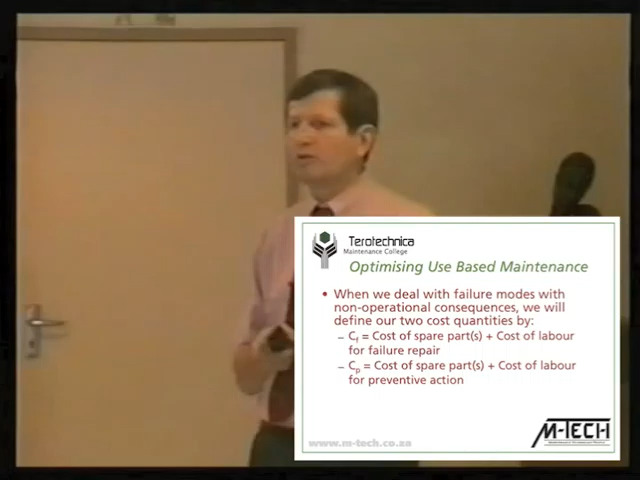 Terotechnica
Maintenance College
Optimising Use Based Maintenance
• When we deal with failure modes with
non-operational consequences, we will
define our two cost quantities by:
– Cf = Cost of spare part(s) + Cost of labour
for failure repair
– Cp = Cost of spare part(s) + Cost of labour
for preventive action
www.m-tech.co.za
M-TECH